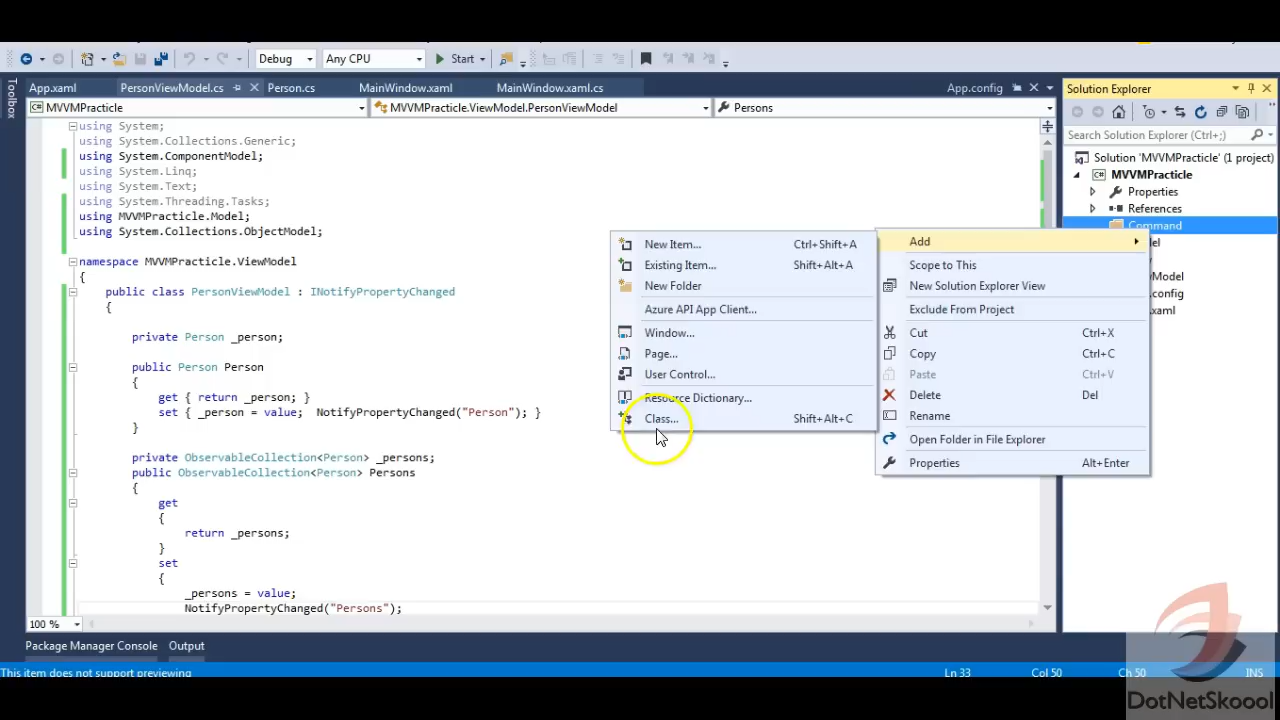 Debug
Any CPU
Start
Toolbox
App.xaml
PersonViewModel.cs
Person.cs
MainWindow.xaml
MainWindow.xaml.cs
App.config
MVVMPracticle
MVVMPracticle.ViewModel.PersonViewModel
Persons
using System;
using System.Collections.Generic;
using System.ComponentModel;
using System.Linq;
using System.Text;
using System.Threading.Tasks;
using MVVMPracticle.Model;
using System.Collections.ObjectModel;
namespace MVVMPracticle.ViewModel
{
public class PersonViewModel : INotifyPropertyChanged
{
private Person _person;
public Person Person
{
get { return _person; }
set { _person = value; NotifyPropertyChanged("Person"); }
}
private ObservableCollection<Person> _persons;
public ObservableCollection<Person> Persons
{
get
{
return _persons;
}
set
{
_persons = value;
NotifyPropertyChanged("Persons");
100 %
New Item... Ctrl+Shift+A
Existing Item... Shift+Alt+A
New Folder
Azure API App Client...
Window...
Page...
User Control...
Resource Dictionary...
Class... Shift+Alt+C
Add
Scope to This
New Solution Explorer View
Exclude From Project
Cut Ctrl+X
Copy Ctrl+C
Paste Ctrl+V
Delete Del
Rename
Open Folder in File Explorer
Properties Alt+Enter
Solution Explorer
Search Solution Explorer (Ctrl+;)
Solution 'MVVMPracticle' (1 project)
MVVMPracticle
Properties
References
Command
Package Manager Console
Output
This item does not support previewing
Ln 33
Col 50
Ch 50
INS
DotNetSkoool